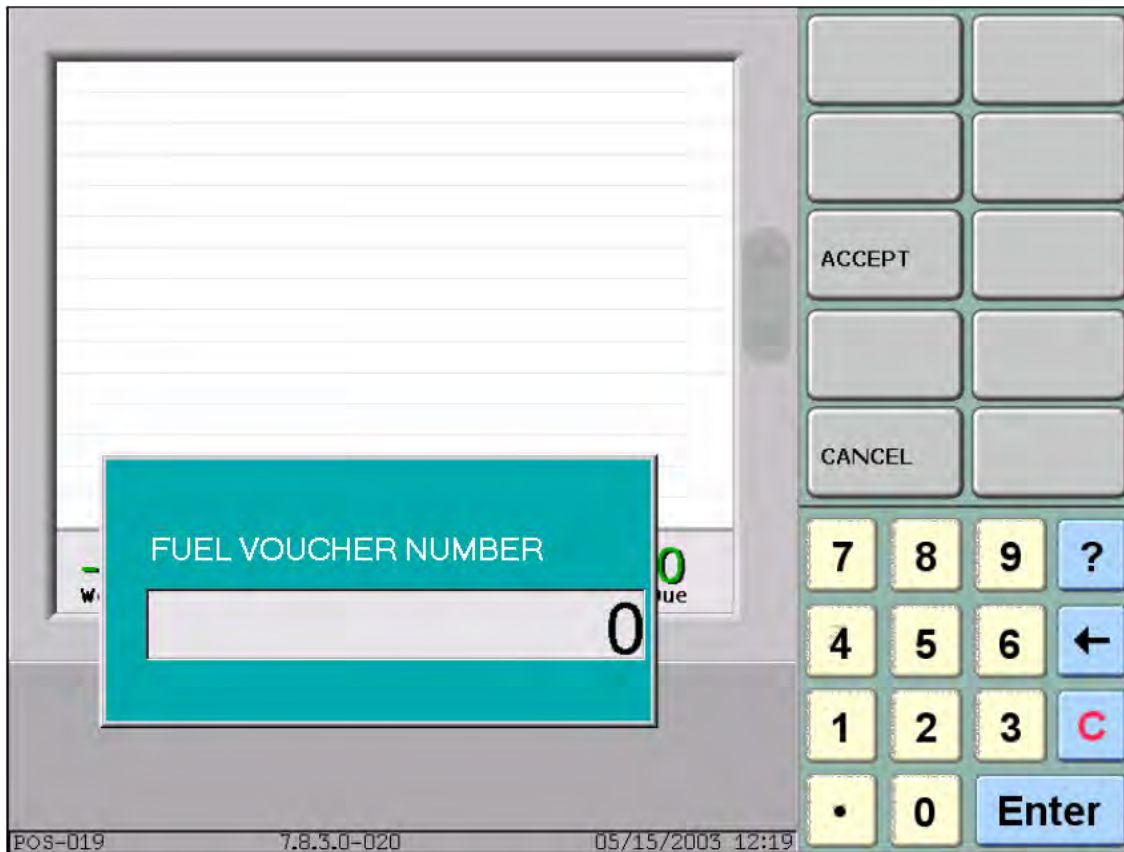 ACCEPT
CANCEL
FUEL VOUCHER NUMBER
0
0
7 8 9 ?
4 5 6 ←
1 2 3 C
. 0 Enter
POS-019 7.8.3.0-020 05/15/2003 12:19